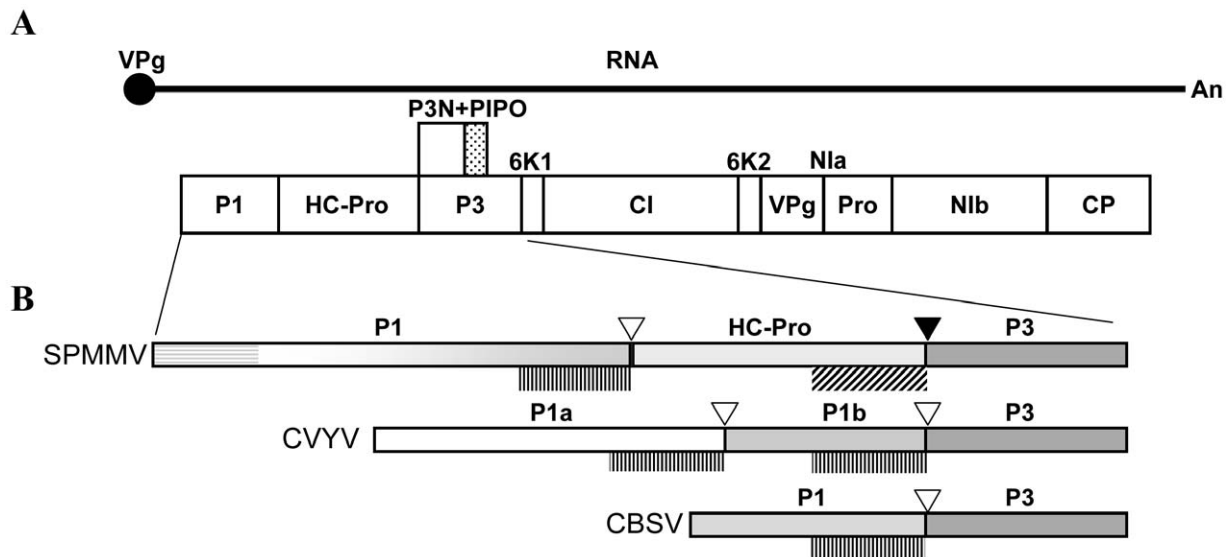 A
VPg RNA
An
P3N+PIPO
6K1 6K2 NIa
P1 HC-Pro P3 CI VPg Pro NIb CP
B
P1 HC-Pro P3
SPMMV
P1a P1b P3
CVYV
P1 P3
CBSV